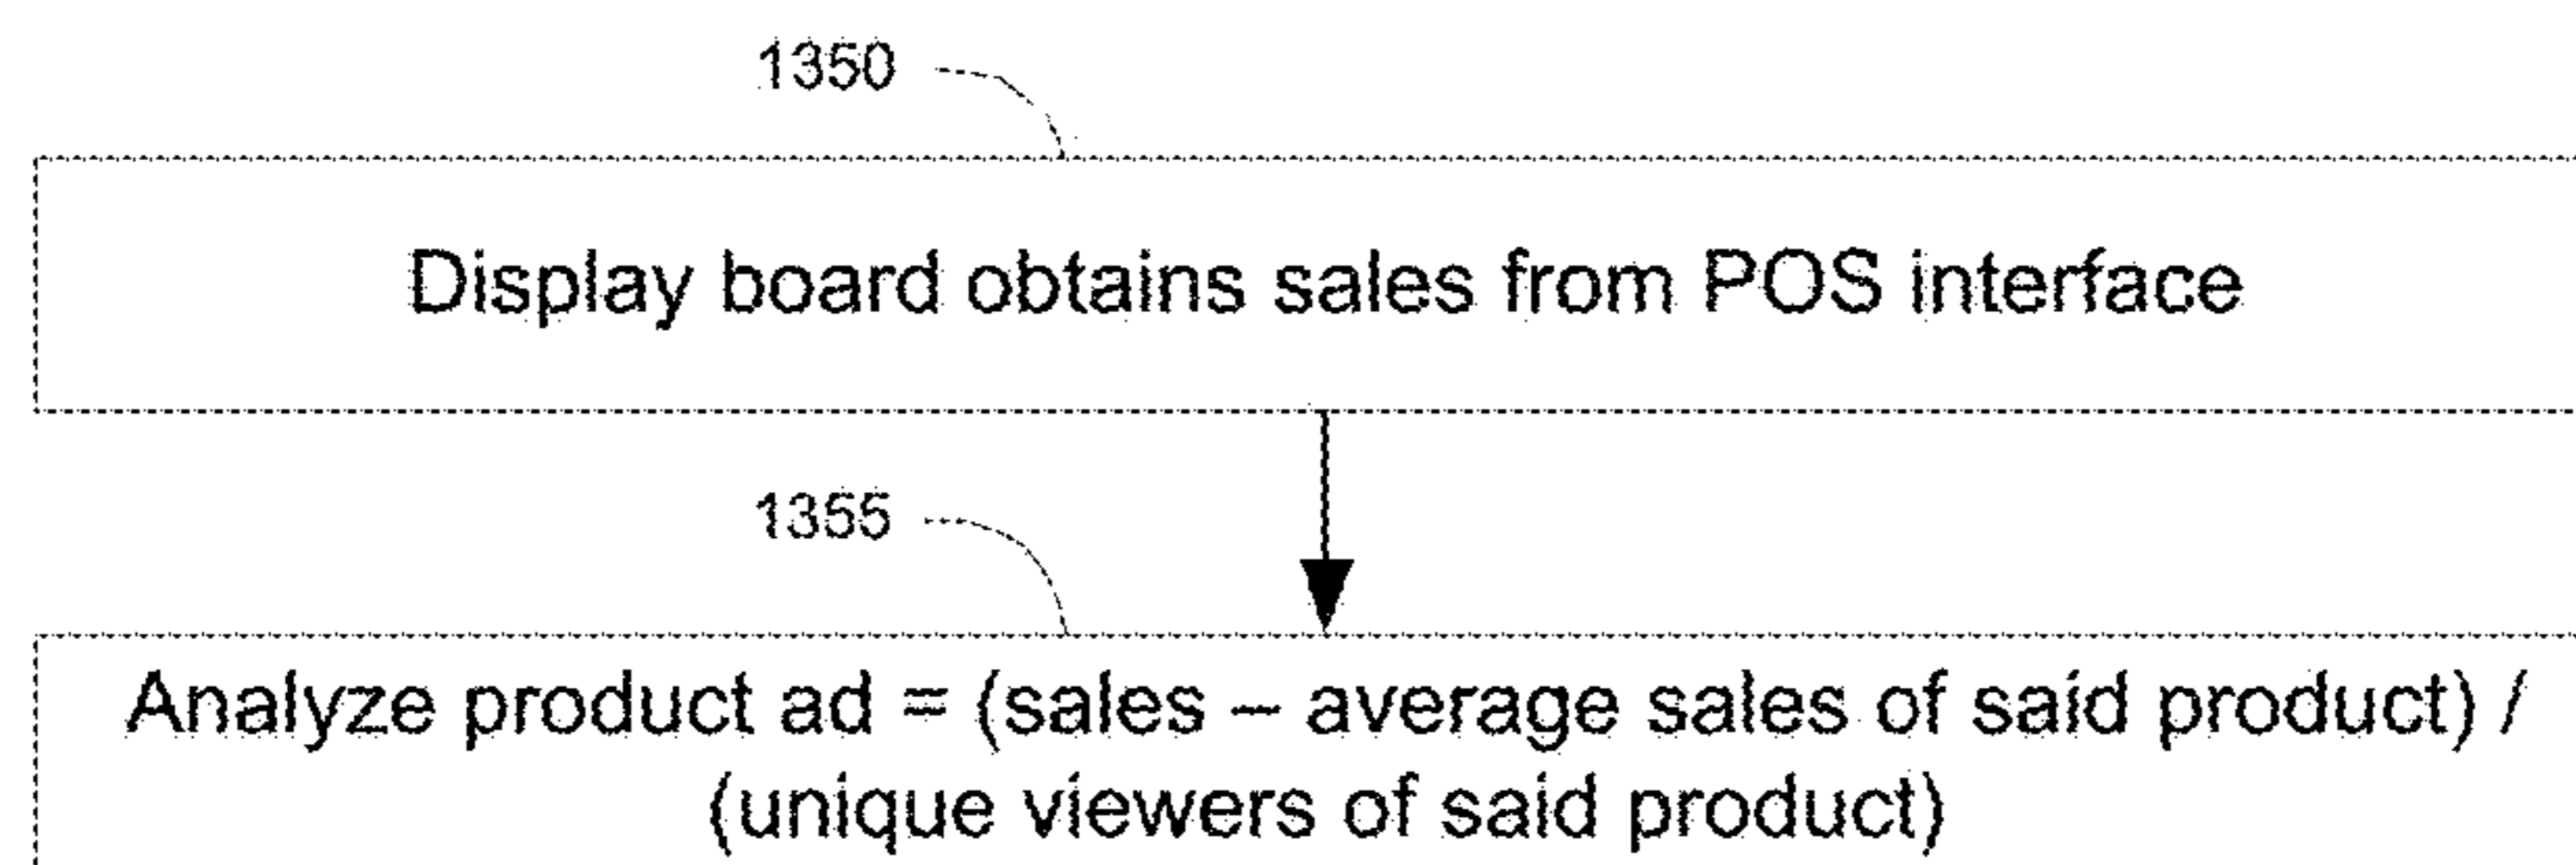 1350
Display board obtains sales from POS interface
1355
Analyze product ad = (sales – average sales of said product) /
(unique viewers of said product)